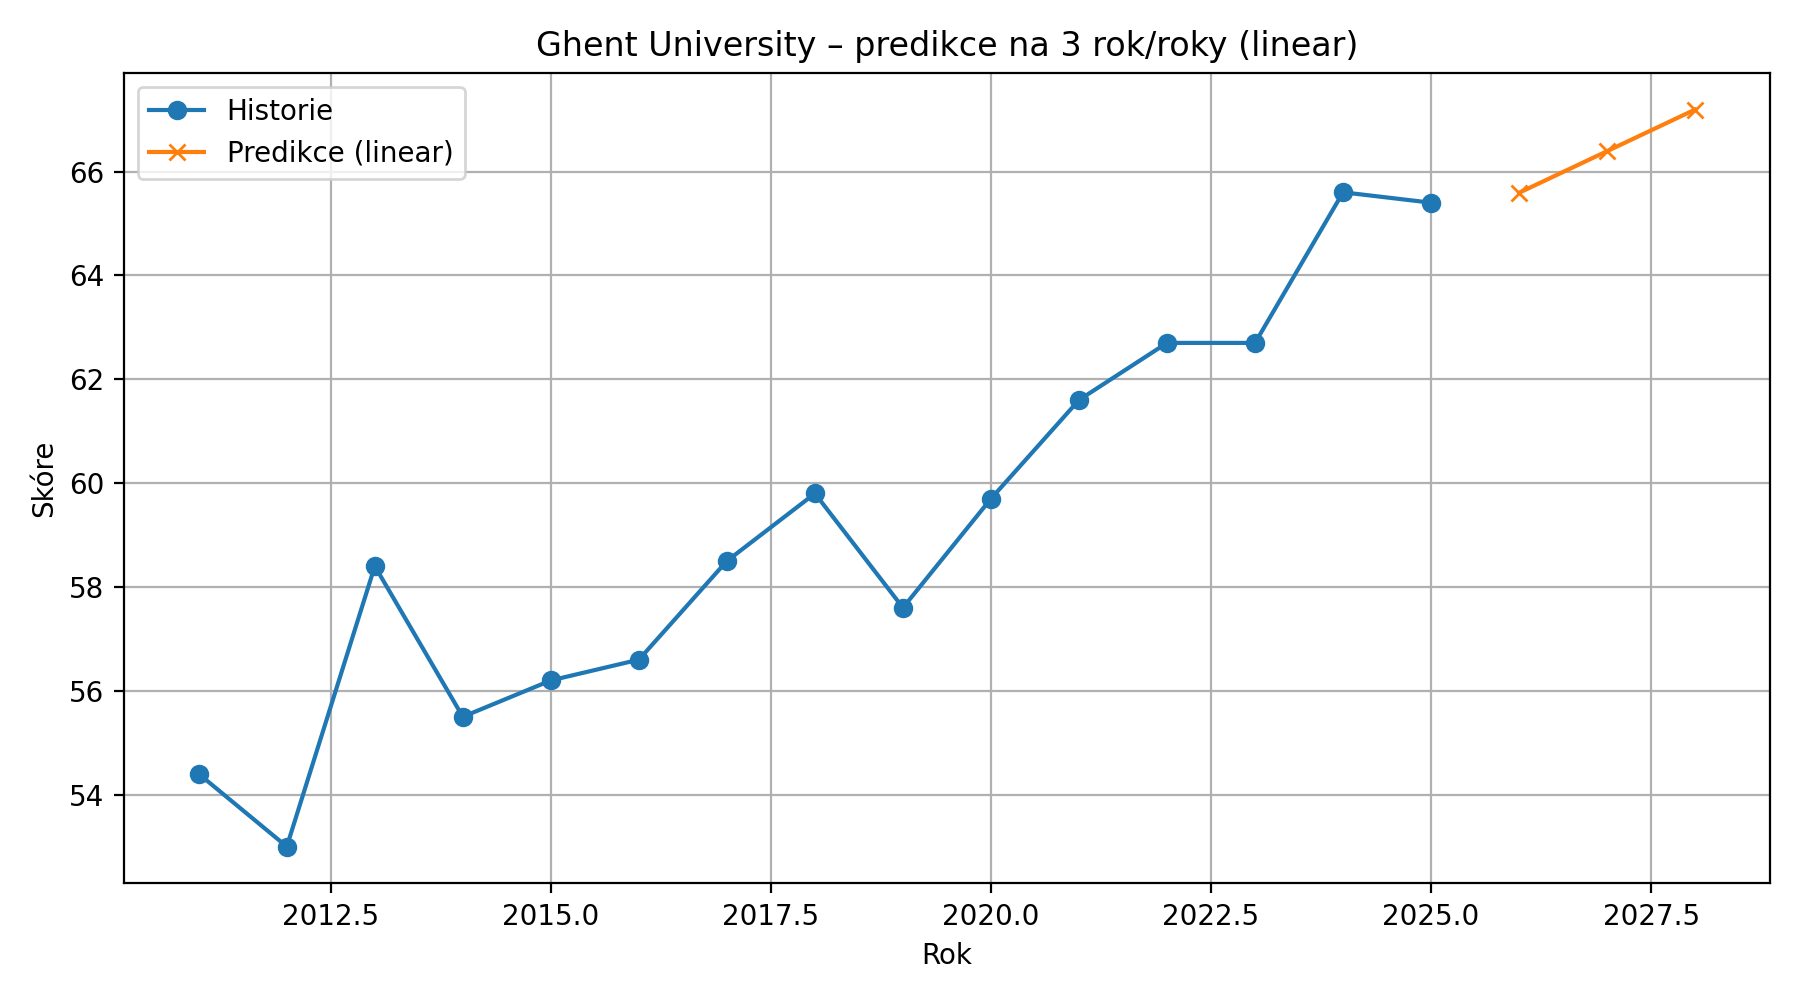 Ghent University – predikce na 3 rok/roky (linear)
Historie
Predikce (linear)
66
64
62
60
58
56
54
Skóre
2012.5
2015.0
2017.5
2020.0
2022.5
2025.0
2027.5
Rok